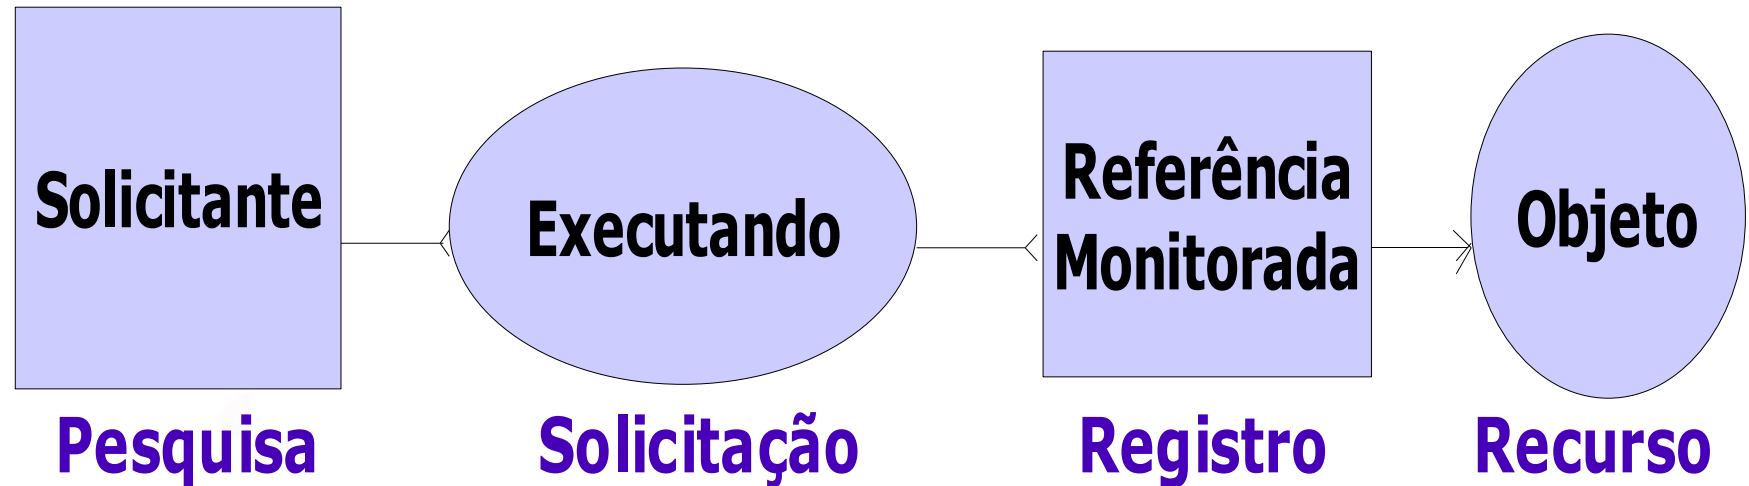 Solicitante
Executando
Referência
Monitorada
Objeto
Pesquisa
Solicitação
Registro
Recurso